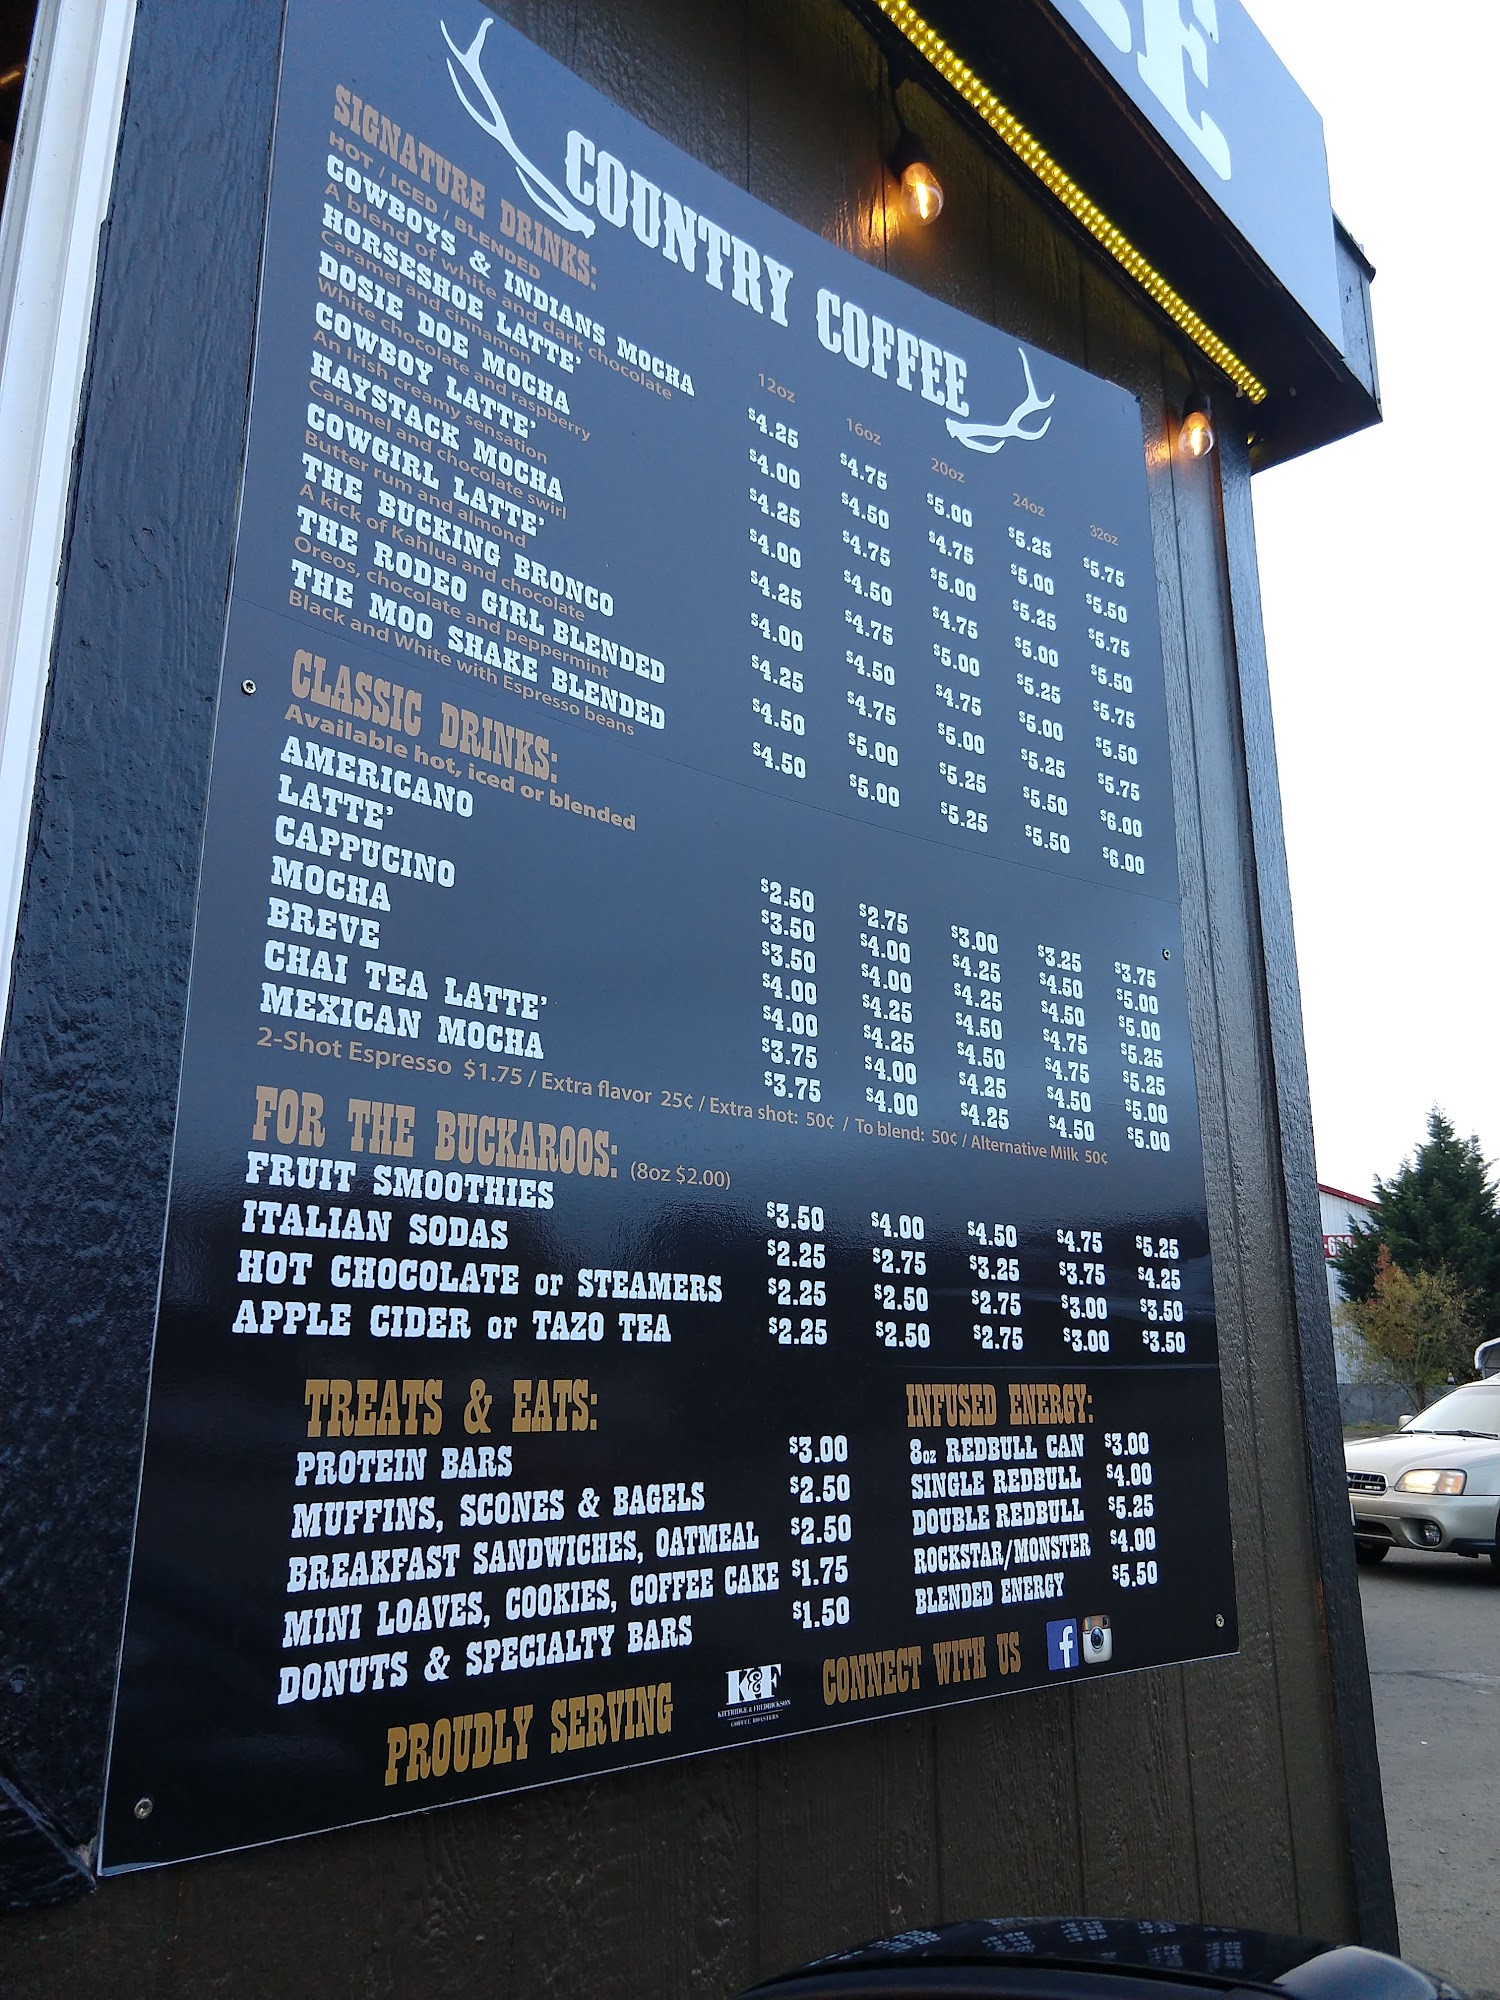 EE
COUNTRY COFFEE
SIGNATURE DRINKS:
HOT / ICED / BLENDED
12oz 16oz 20oz 24oz 32oz
COWBOYS & INDIANS MOCHA $4.25 $4.75 $5.00 $5.25 $5.75
A blend of white and dark chocolate
HORSESHOE LATTE' $4.00 $4.50 $4.75 $5.00 $5.50
Caramel and cinnamon
DOSIE DOE MOCHA $4.25 $4.75 $5.00 $5.25 $5.75
White chocolate and raspberry
COWBOY LATTE' $4.00 $4.50 $4.75 $5.00 $5.50
An Irish creamy sensation
HAYSTACK MOCHA $4.25 $4.75 $5.00 $5.25 $5.75
Caramel and chocolate swirl
COWGIRL LATTE' $4.00 $4.50 $4.75 $5.00 $5.50
Butter rum and almond
THE BUCKING BRONCO $4.25 $4.75 $5.00 $5.25 $5.75
A kick of Kahlua and chocolate
THE RODEO GIRL BLENDED $4.50 $5.00 $5.25 $5.50 $6.00
Oreos, chocolate and peppermint
THE MOO SHAKE BLENDED $4.50 $5.00 $5.25 $5.50 $6.00
Black and White with Espresso beans
CLASSIC DRINKS:
Available hot, iced or blended
AMERICANO $2.50 $2.75 $3.00 $3.25 $3.75
LATTE' $3.50 $4.00 $4.25 $4.50 $5.00
CAPPUCINO $3.50 $4.00 $4.25 $4.50 $5.00
MOCHA $4.00 $4.25 $4.50 $4.75 $5.25
BREVE $4.00 $4.25 $4.50 $4.75 $5.25
CHAI TEA LATTE' $3.75 $4.00 $4.25 $4.50 $5.00
MEXICAN MOCHA $3.75 $4.00 $4.25 $4.50 $5.00
2-Shot Espresso $1.75 / Extra flavor 25¢ / Extra shot: 50¢ / To blend: 50¢ / Alternative Milk 50¢
FOR THE BUCKAROOS: (8oz $2.00)
FRUIT SMOOTHIES $3.50 $4.00 $4.50 $4.75 $5.25
ITALIAN SODAS $2.25 $2.75 $3.25 $3.75 $4.25
HOT CHOCOLATE or STEAMERS $2.25 $2.50 $2.75 $3.00 $3.50
APPLE CIDER or TAZO TEA $2.25 $2.50 $2.75 $3.00 $3.50
TREATS & EATS:
PROTEIN BARS $3.00
MUFFINS, SCONES & BAGELS $2.50
BREAKFAST SANDWICHES, OATMEAL $2.50
MINI LOAVES, COOKIES, COFFEE CAKE $1.75
DONUTS & SPECIALTY BARS $1.50
INFUSED ENERGY:
8oz REDBULL CAN $3.00
SINGLE REDBULL $4.00
DOUBLE REDBULL $5.25
ROCKSTAR/MONSTER $4.00
BLENDED ENERGY $5.50
PROUDLY SERVING
K&F
KITTRIDGE & FREDRICKSON
COFFEE ROASTERS
CONNECT WITH US
f